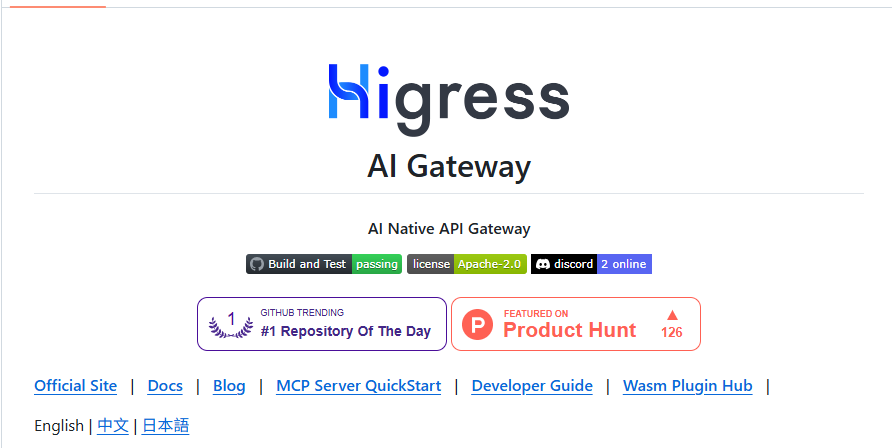 Higress
AI Gateway
AI Native API Gateway
Build and Test passing license Apache-2.0 discord 2 online
1 GITHUB TRENDING #1 Repository Of The Day
P FEATURED ON Product Hunt ▲ 126
Official Site | Docs | Blog | MCP Server QuickStart | Developer Guide | Wasm Plugin Hub |
English | 中文 | 日本語